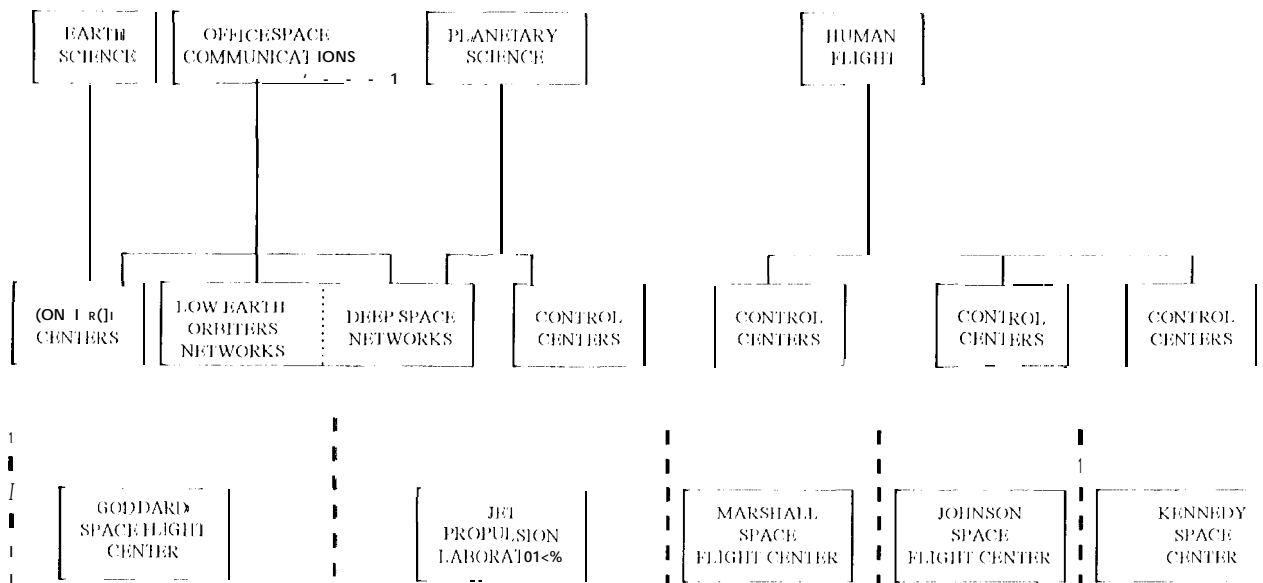 EARTH
SCIENCE
OFFICE SPACE
COMMUNICATIONS
PLANETARY
SCIENCE
HUMAN
FLIGHT
CENTERS
LOW EARTH
ORBITERS
NETWORKS
DEEP SPACE
NETWORKS
CONTROL
CENTERS
CONTROL
CENTERS
CONTROL
CENTERS
CONTROL
CENTERS
GODDARD
SPACE FLIGHT
CENTER
JET
PROPULSION
MARSHALL
SPACE
FLIGHT CENTER
JOHNSON
SPACE
FLIGHT CENTER
KENNEDY
SPACE
CENTER